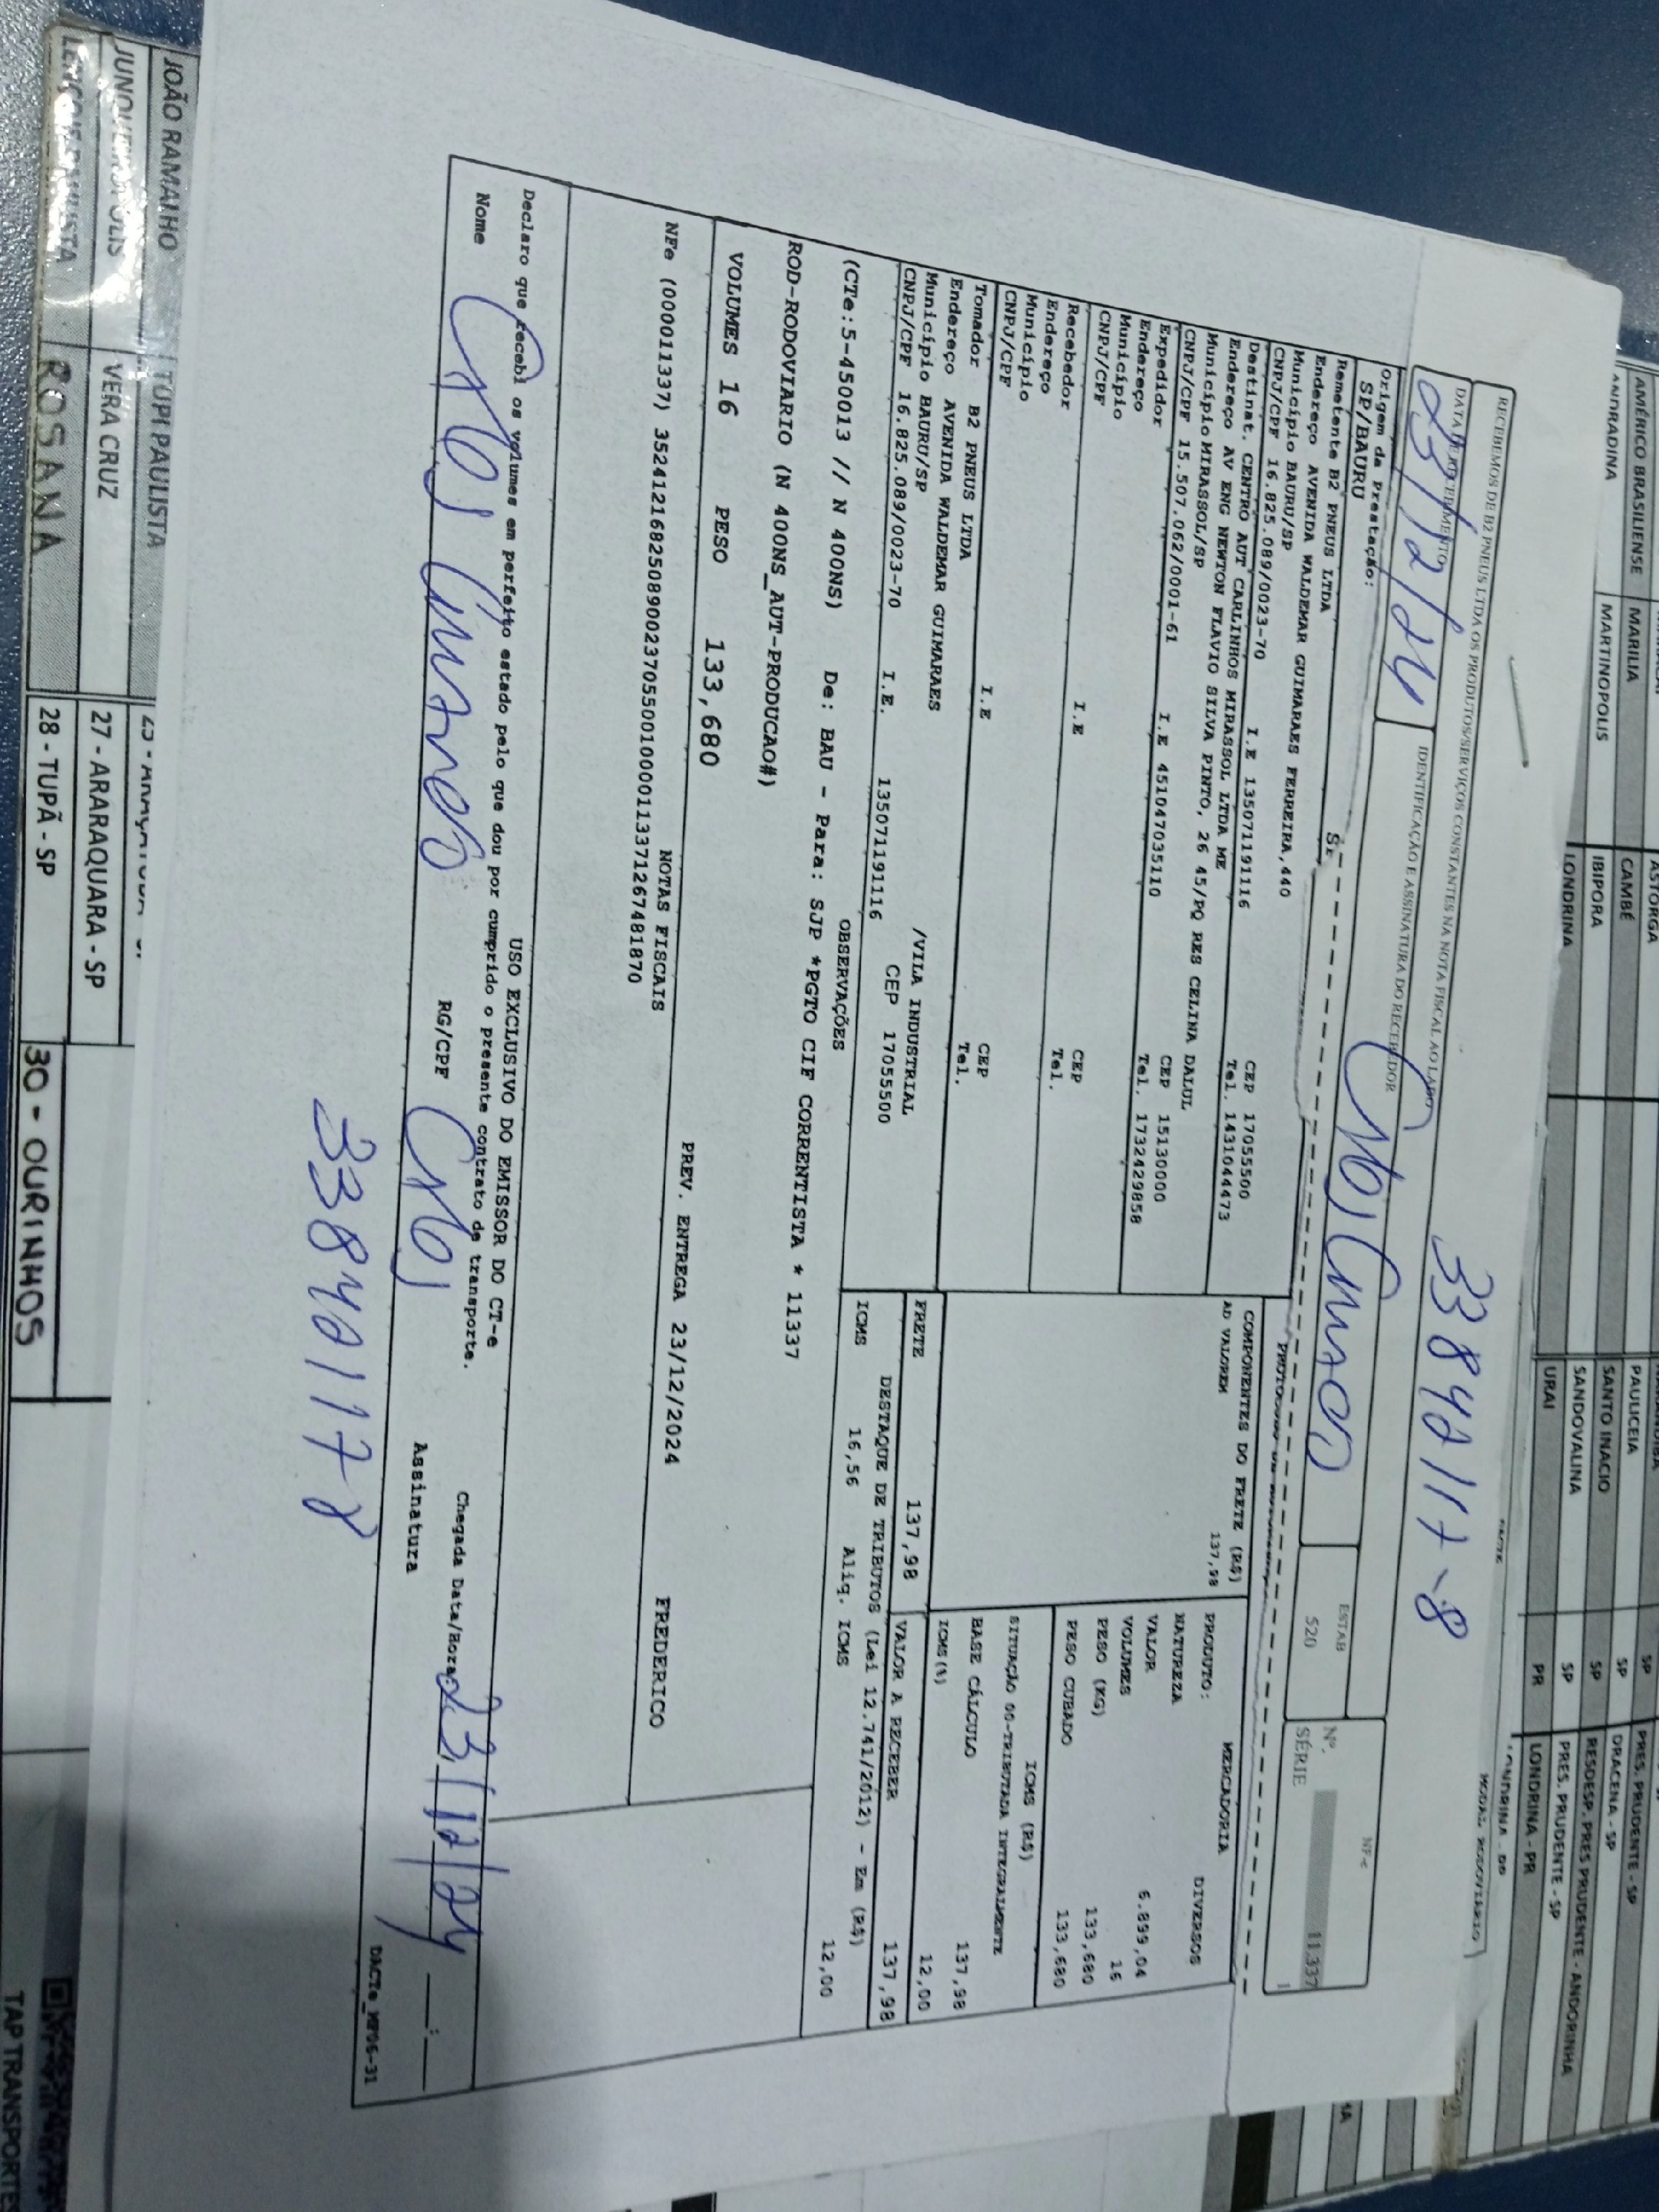 AMÉRICO BRASILIENSE MARILIA CAMBÉ PAULICEIA SP PRES. PRUDENTE - SP
ANDRADINA MARTINOPOLIS IBIPORA SANTO INACIO SP DRACENA - SP
LONDRINA SANDOVALINA SP RESDESP. PRES PRUDENTE - ANDORINHA
URAI SP PRES. PRUDENTE - SP
PR LONDRINA - PR
MODAL RODOVIÁRIO
33842117-8
RECEBEMOS DE B2 PNEUS LTDA OS PRODUTOS/SERVIÇOS CONSTANTES NA NOTA FISCAL AO LADO
DATA DE RECEBIMENTO IDENTIFICAÇÃO E ASSINATURA DO RECEBEDOR ESTAB NF-e
23/12/24 520 Nº. 11.337
SÉRIE 1
Origem da Prestação:
SP/BAURU
Remetente B2 PNEUS LTDA
Endereço AVENIDA WALDEMAR GUIMARAES FERREIRA, 440
Município BAURU/SP CEP 17055500
CNPJ/CPF 16.825.089/0023-70 I.E 135071191116 Tel. 143104473
Destinat. CENTRO AUT CARLINHOS MIRASSOL LTDA ME
Endereço AV ENG NEWTON FLAVIO SILVA PINTO, 26 45/PQ RES CELINA DALUL
Município MIRASSOL/SP CEP 15130000
CNPJ/CPF 15.507.062/0001-61 I.E 451047035110 Tel. 1732429858
Expedidor
Endereço
Município
CNPJ/CPF I.E CEP
Tel.
Recebedor
Endereço
Município
CNPJ/CPF I.E CEP
Tel.
Tomador B2 PNEUS LTDA
Endereço AVENIDA WALDEMAR GUIMARAES /VILA INDUSTRIAL
Município BAURU/SP CEP 17055500
CNPJ/CPF 16.825.089/0023-70 I.E. 135071191116
COMPONENTES DO FRETE (R$)
AD VALOREM 137,98
FRETE 137,98
MERCADORIA
PRODUTO: DIVERSOS
NATUREZA
VALOR 6.899,04
VOLUMES 16
PESO (KG) 133,680
PESO CUBADO 133,680
ICMS (R$)
SITUAÇÃO 00-TRIBUTADA INTEGRALMENTE
BASE CÁLCULO 137,98
ICMS(%) 12,00
VALOR A RECEBER 137,98
DESTAQUE DE TRIBUTOS (Lei 12.741/2012) - Em (R$)
ICMS 16,56 Aliq. ICMS 12,00
OBSERVAÇÕES
(CTe:5-450013 // N 400NS) De: BAU - Para: SJP *PGTO CIF CORRENTISTA * 11337
ROD-RODOVIARIO (N 400NS_AUT-PRODUCAO#)
VOLUMES 16 PESO 133,680 PREV. ENTREGA 23/12/2024 FREDERICO
NOTAS FISCAIS
NFe (000011337) 35241216825089002370550010000113371267481870
USO EXCLUSIVO DO EMISSOR DO CT-e
Declaro que recebi os volumes em perfeito estado pelo que dou por cumprido o presente contrato de transporte.
Chegada Data/Hora 23/12/24 __:__
Nome RG/CPF Assinatura
DACTe_MP06-31
33842117-8
JOÃO RAMALHO TUPI PAULISTA
VERA CRUZ 27 - ARARAQUARA - SP
LENÇOIS PAULISTA ROSANA 28 - TUPÃ - SP 30 - OURINHOS
TAP TRANSPORTES